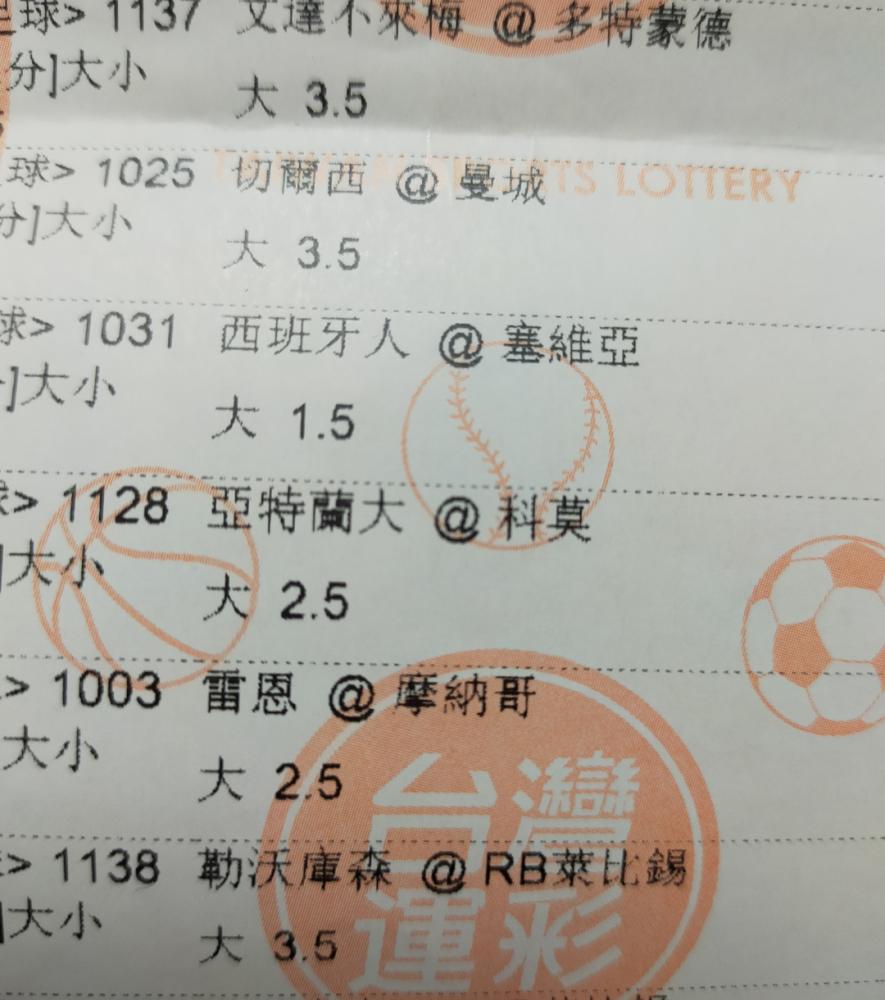 球> 1137 文達不來梅 @ 多特蒙德
分]大小
大 3.5
TAIWAN SPORTS LOTTERY
球> 1025 切爾西 @ 曼城
分]大小
大 3.5
球> 1031 西班牙人 @ 塞維亞
]大小
大 1.5
> 1128 亞特蘭大 @ 科莫
]大小
大 2.5
> 1003 雷恩 @ 摩納哥
大小
大 2.5
> 1138 勒沃庫森 @ RB萊比錫
]大小
大 3.5
台灣
運彩